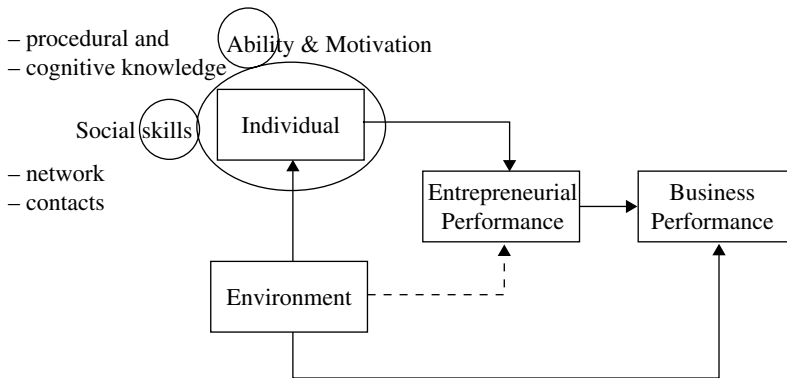 – procedural and
– cognitive knowledge
Ability & Motivation
Social skills
Individual
– network
– contacts
Entrepreneurial
Performance
Business
Performance
Environment